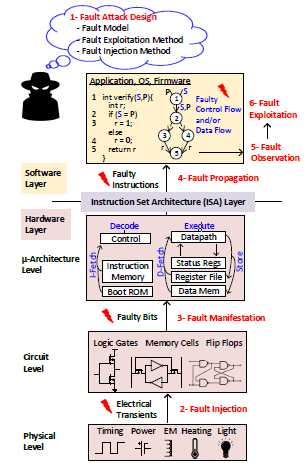 1- Fault Attack Design
- Fault Model
- Fault Exploitation Method
- Fault Injection Method
Application, OS, Firmware
1 int verify(S,P){
int r;
2 if (S = P)
3 r = 1;
else
4 r = 0;
5 return r
}
P S
1
S,P
2
3 4
r r
5
Faulty
Control Flow
and/or
Data Flow
6- Fault
Exploitation
5- Fault
Observation
Software
Layer
Faulty
Instructions
4- Fault Propagation
Instruction Set Architecture (ISA) Layer
Hardware
Layer
μ-Architecture
Level
Decode
Control
I-Fetch
Instruction
Memory
Boot ROM
Execute
Datapath
D-Fetch
Status Regs
Register File
Data Mem
Store
Faulty Bits
3- Fault Manifestation
Circuit
Level
Logic Gates Memory Cells Flip Flops
Electrical
Transients
2- Fault Injection
Physical
Level
Timing Power EM Heating Light